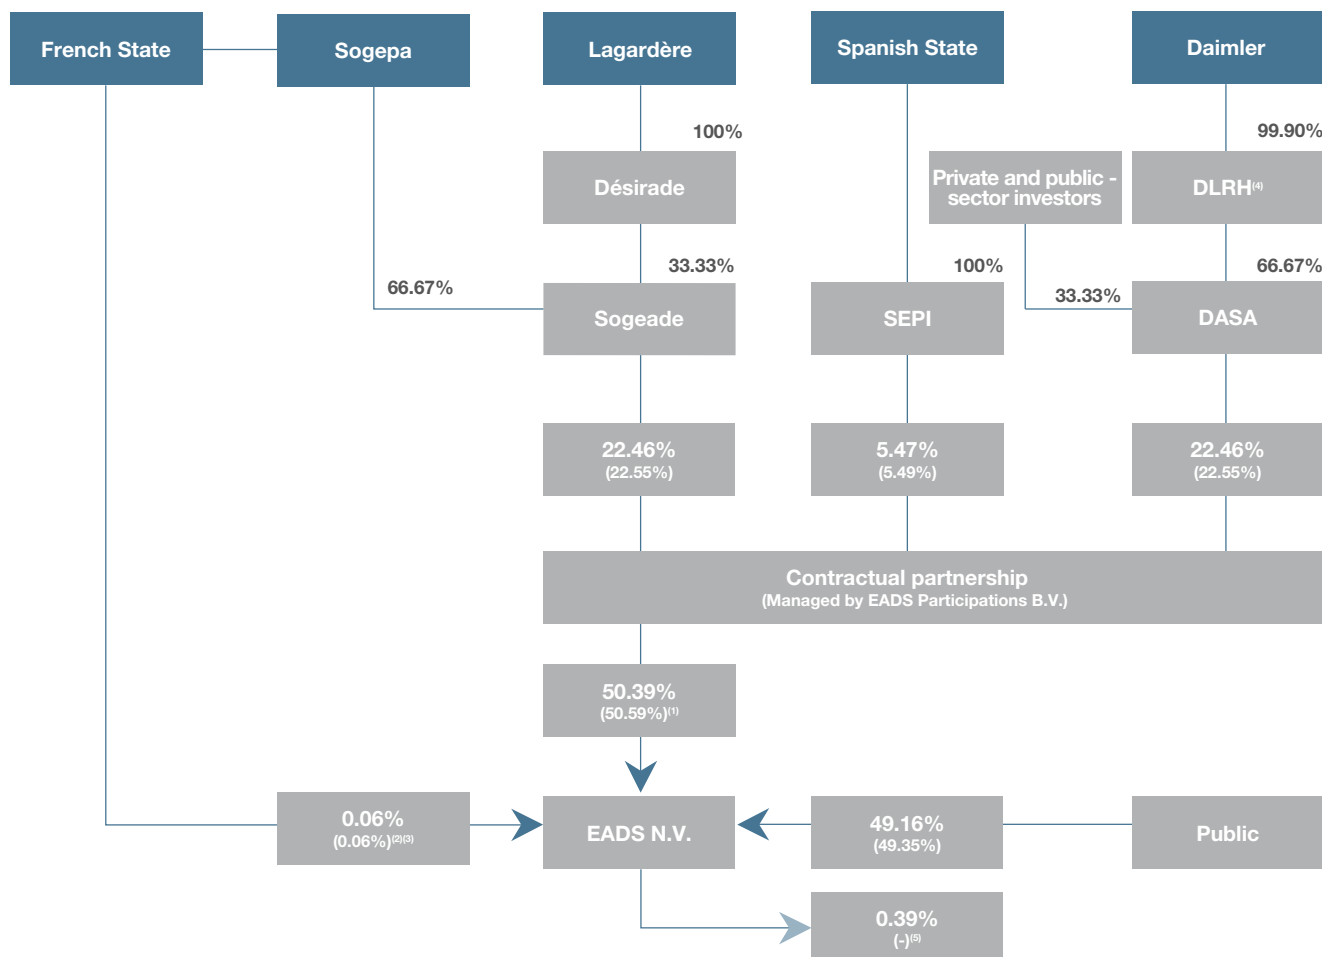 French State
Sogepa
Lagardère
Spanish State
Daimler
100%
99.90%
Désirade
Private and public -
sector investors
DLRH(4)
66.67%
33.33%
100%
33.33%
66.67%
Sogeade
SEPI
DASA
22.46%
(22.55%)
5.47%
(5.49%)
22.46%
(22.55%)
Contractual partnership
(Managed by EADS Participations B.V.)
50.39%
(50.59%)(1)
0.06%
(0.06%)(2)(3)
EADS N.V.
49.16%
(49.35%)
Public
0.39%
(-)(5)